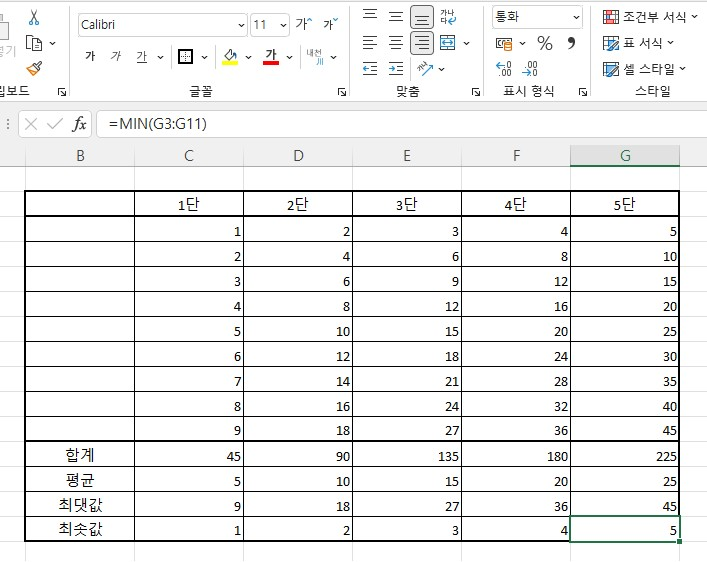 Calibri 11 가 가 가나다 통화 조건부 서식
가 가 가 가 내천 % 표 서식
셀 스타일
글꼴 맞춤 표시 형식 스타일
fx =MIN(G3:G11)
B C D E F G
1단 2단 3단 4단 5단
1 2 3 4 5
2 4 6 8 10
3 6 9 12 15
4 8 12 16 20
5 10 15 20 25
6 12 18 24 30
7 14 21 28 35
8 16 24 32 40
9 18 27 36 45
합계 45 90 135 180 225
평균 5 10 15 20 25
최댓값 9 18 27 36 45
최솟값 1 2 3 4 5